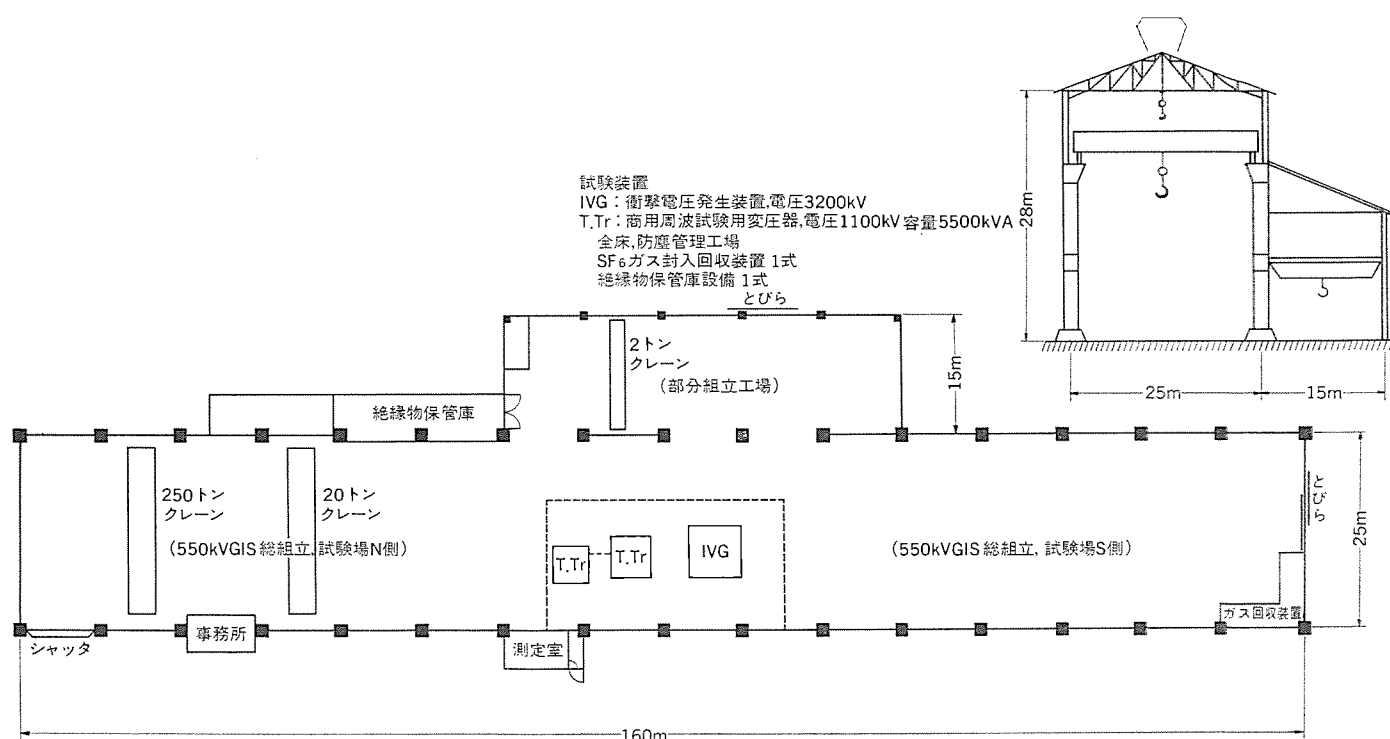 試験装置
IVG：衝撃電圧発生装置,電圧3200kV
T.Tr：商用周波試験用変圧器,電圧1100kV 容量5500kVA
全床,防塵管理工場
SF₆ガス封入回収装置 1式
絶縁物保管庫設備 1式
とびら
28m
25m
15m
2トン
クレーン
(部分組立工場)
15m
絶縁物保管庫
250トン
クレーン
20トン
クレーン
(550kVGIS総組立,試験場N側)
T.Tr
T.Tr
IVG
(550kVGIS総組立,試験場S側)
とびら
25m
ガス回収装置
シャッタ
事務所
測定室
160m